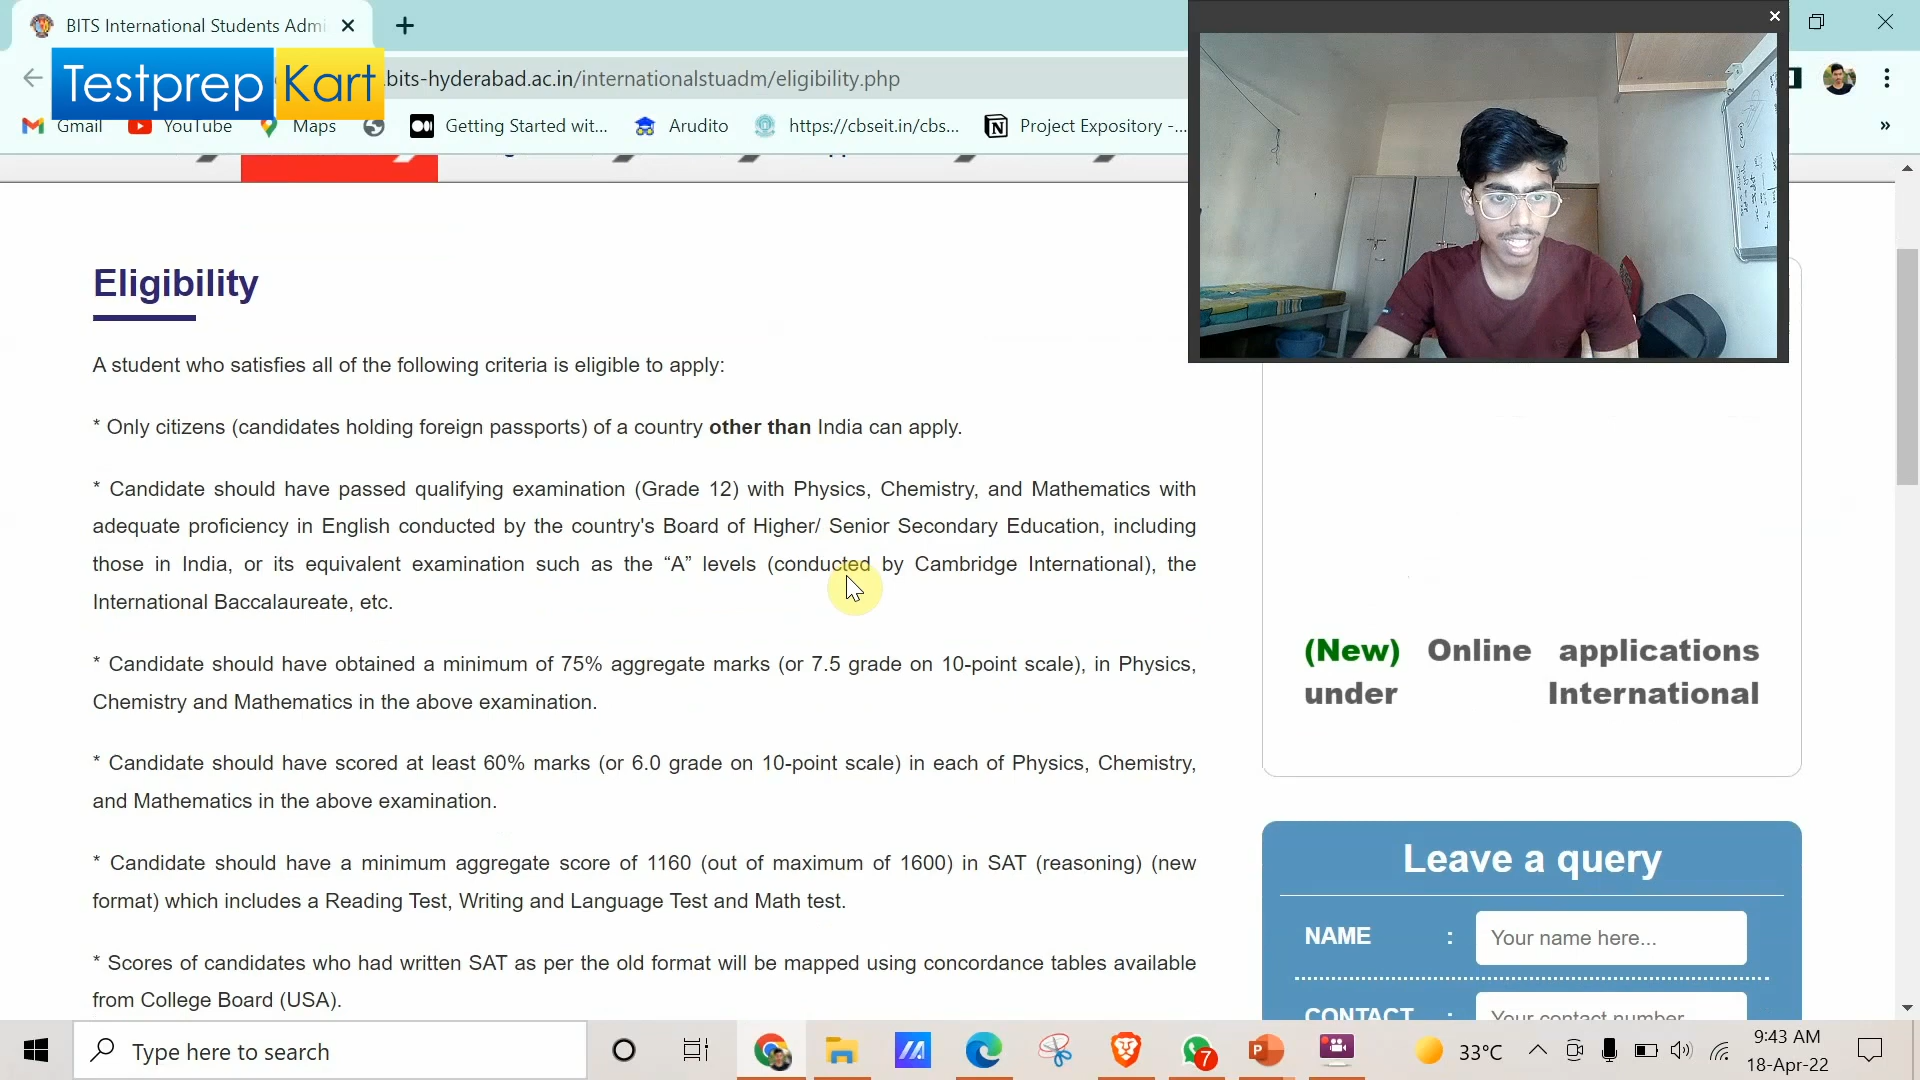 BITS International Students Admi
Testprep Kart
.bits-hyderabad.ac.in/internationalstuadm/eligibility.php
Gmail YouTube Maps Getting Started wit... Arudito https://cbseit.in/cbs... Project Expository -... »
Eligibility
A student who satisfies all of the following criteria is eligible to apply:
* Only citizens (candidates holding foreign passports) of a country other than India can apply.
* Candidate should have passed qualifying examination (Grade 12) with Physics, Chemistry, and Mathematics with
adequate proficiency in English conducted by the country's Board of Higher/ Senior Secondary Education, including
those in India, or its equivalent examination such as the “A” levels (conducted by Cambridge International), the
International Baccalaureate, etc.
* Candidate should have obtained a minimum of 75% aggregate marks (or 7.5 grade on 10-point scale), in Physics,
Chemistry and Mathematics in the above examination.
* Candidate should have scored at least 60% marks (or 6.0 grade on 10-point scale) in each of Physics, Chemistry,
and Mathematics in the above examination.
* Candidate should have a minimum aggregate score of 1160 (out of maximum of 1600) in SAT (reasoning) (new
format) which includes a Reading Test, Writing and Language Test and Math test.
* Scores of candidates who had written SAT as per the old format will be mapped using concordance tables available
from College Board (USA).
(New) Online applications
under International
Leave a query
NAME : Your name here...
CONTACT : Your contact number
Type here to search
7
33°C
9:43 AM
18-Apr-22